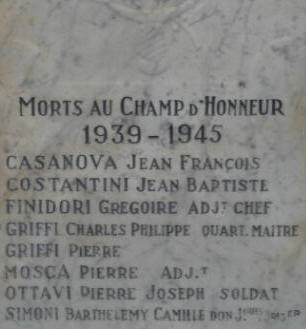 MORTS AU CHAMP D'HONNEUR
1939-1945
CASANOVA JEAN FRANÇOIS
COSTANTINI JEAN BAPTISTE
FINIDORI GREGOIRE ADJT CHEF
GRIFFI CHARLES PHILIPPE QUART. MAITRE
GRIFFI PIERRE
MOSCA PIERRE ADJ.T
OTTAVI PIERRE JOSEPH SOLDAT
SIMONI BARTHELEMY CAMILLE DON